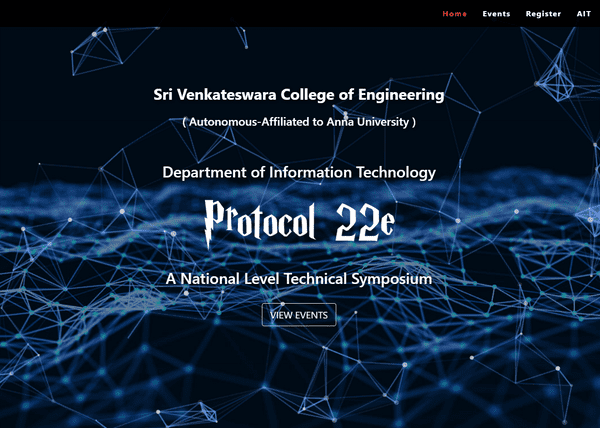 Home Events Register AIT
Sri Venkateswara College of Engineering
( Autonomous-Affiliated to Anna University )
Department of Information Technology
Protocol 22e
A National Level Technical Symposium
VIEW EVENTS